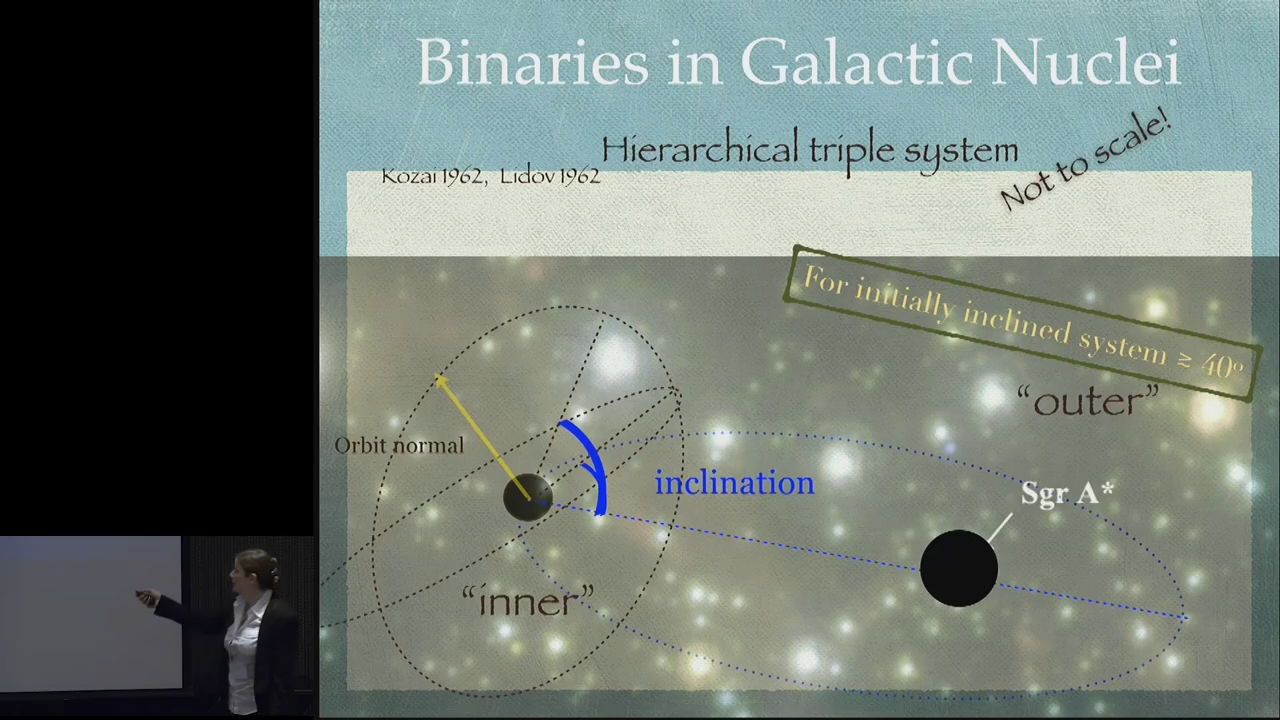 Binaries in Galactic Nuclei
Hierarchical triple system
Not to scale!
Kozai 1962, Lidov 1962
For initially inclined system ≳ 40°
“outer”
Orbit normal
inclination
Sgr A*
“inner”